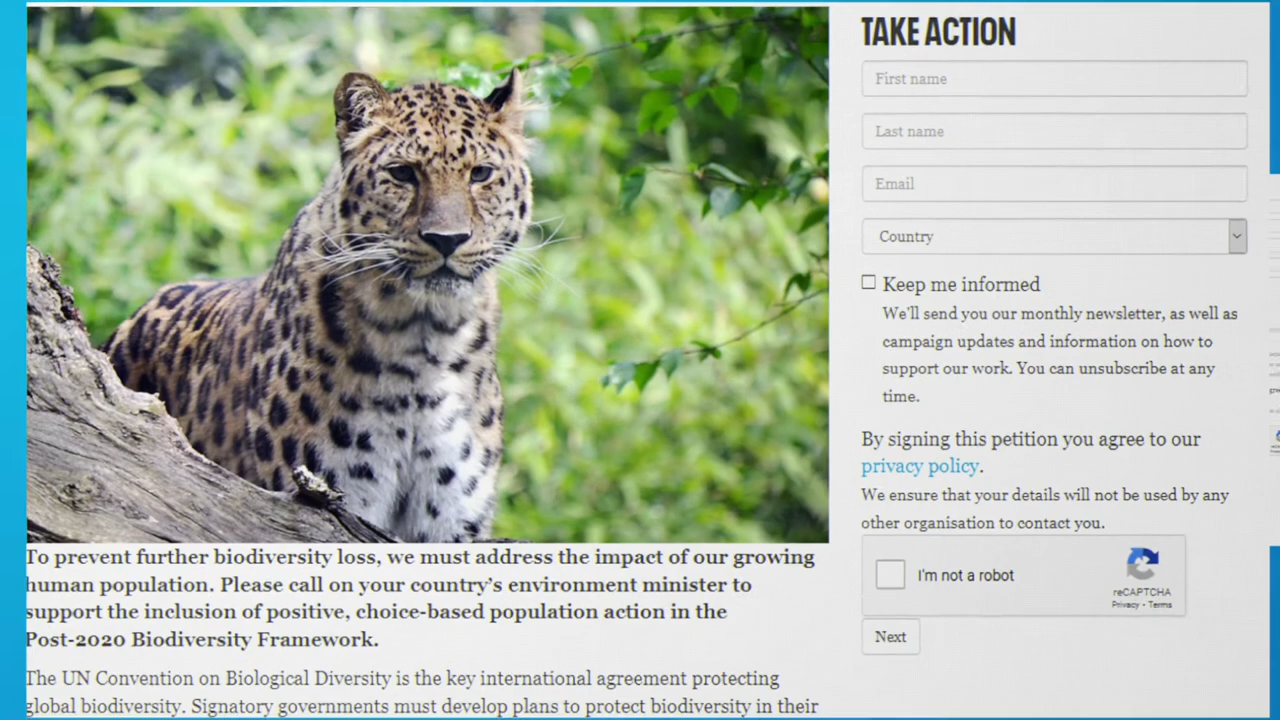 TAKE ACTION
First name
Last name
Email
Country
Keep me informed
We'll send you our monthly newsletter, as well as
campaign updates and information on how to
support our work. You can unsubscribe at any
time.
By signing this petition you agree to our
privacy policy.
We ensure that your details will not be used by any
other organisation to contact you.
I'm not a robot
reCAPTCHA
Privacy - Terms
Next
To prevent further biodiversity loss, we must address the impact of our growing
human population. Please call on your country's environment minister to
support the inclusion of positive, choice-based population action in the
Post-2020 Biodiversity Framework.
The UN Convention on Biological Diversity is the key international agreement protecting
global biodiversity. Signatory governments must develop plans to protect biodiversity in their